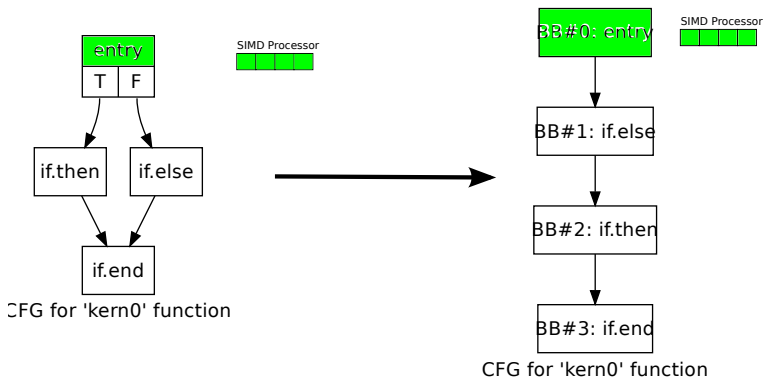 entry
T F
if.then
if.else
if.end
CFG for 'kern0' function
SIMD Processor
BB#0: entry
BB#1: if.else
BB#2: if.then
BB#3: if.end
CFG for 'kern0' function
SIMD Processor